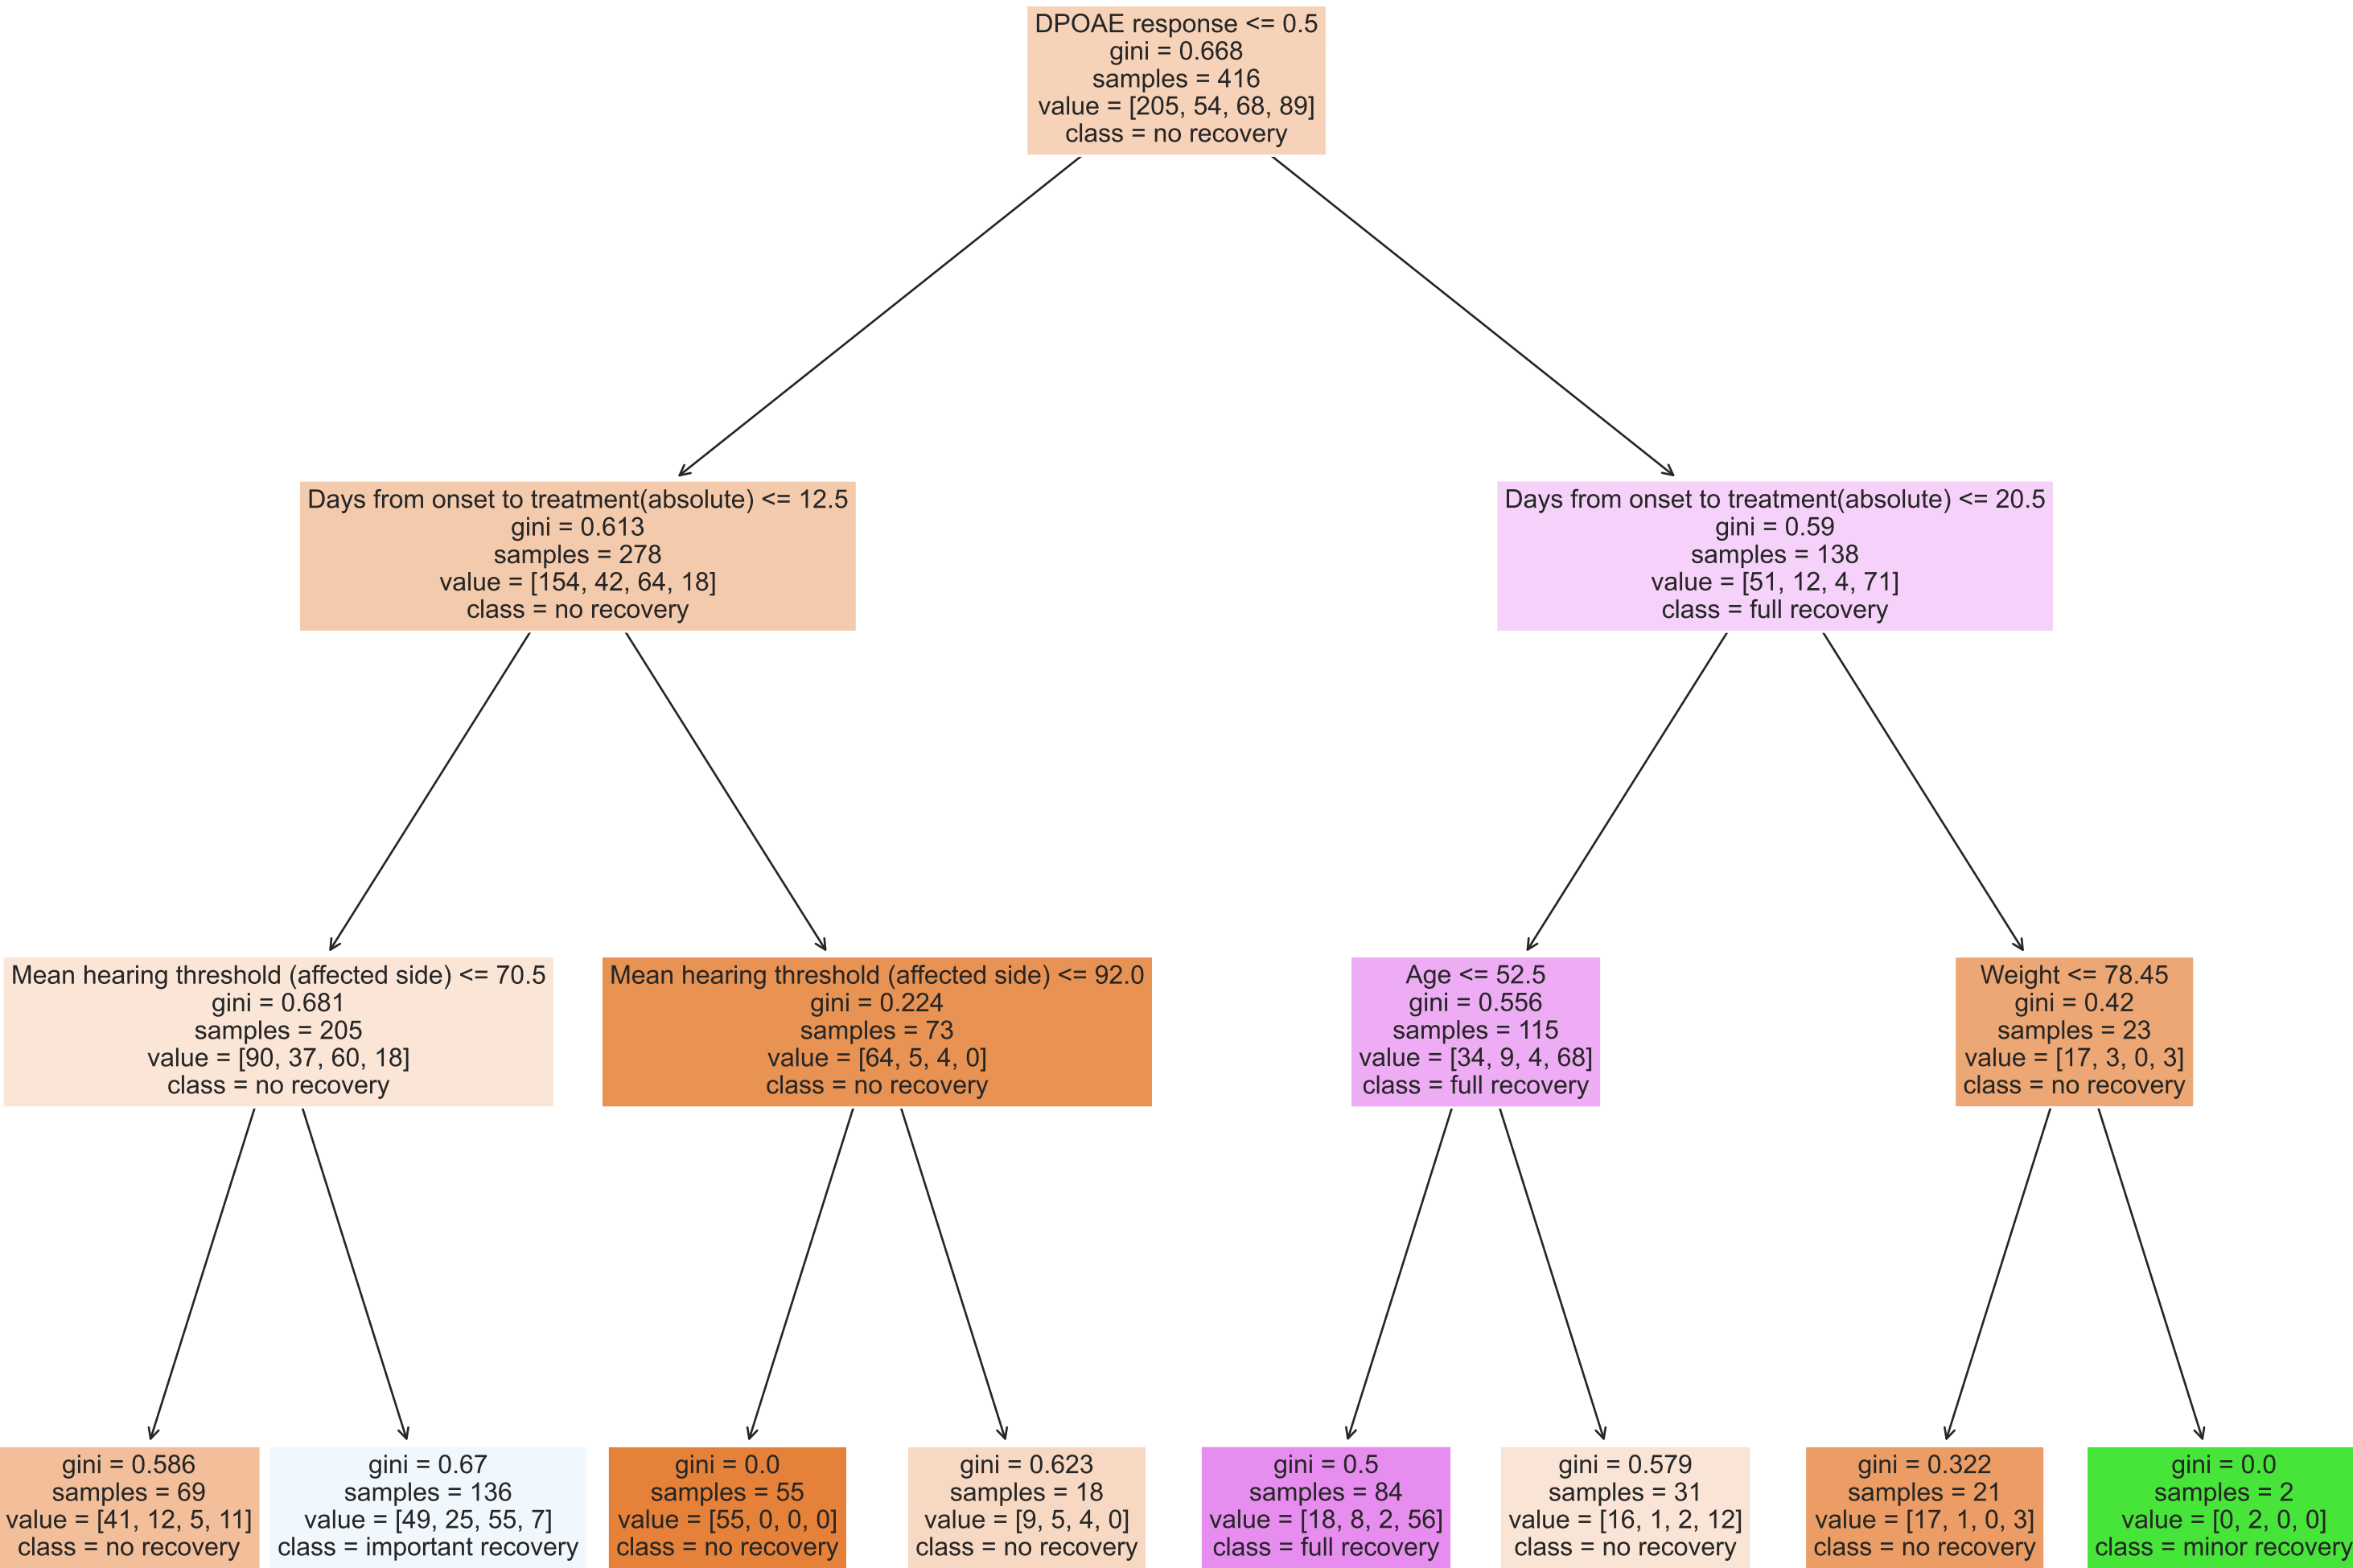 DPOAE response <= 0.5
gini = 0.668
samples = 416
value = [205, 54, 68, 89]
class = no recovery
Days from onset to treatment(absolute) <= 12.5
gini = 0.613
samples = 278
value = [154, 42, 64, 18]
class = no recovery
Days from onset to treatment(absolute) <= 20.5
gini = 0.59
samples = 138
value = [51, 12, 4, 71]
class = full recovery
Mean hearing threshold (affected side) <= 70.5
gini = 0.681
samples = 205
value = [90, 37, 60, 18]
class = no recovery
Mean hearing threshold (affected side) <= 92.0
gini = 0.224
samples = 73
value = [64, 5, 4, 0]
class = no recovery
Age <= 52.5
gini = 0.556
samples = 115
value = [34, 9, 4, 68]
class = full recovery
Weight <= 78.45
gini = 0.42
samples = 23
value = [17, 3, 0, 3]
class = no recovery
gini = 0.586
samples = 69
value = [41, 12, 5, 11]
class = no recovery
gini = 0.67
samples = 136
value = [49, 25, 55, 7]
class = important recovery
gini = 0.0
samples = 55
value = [55, 0, 0, 0]
class = no recovery
gini = 0.623
samples = 18
value = [9, 5, 4, 0]
class = no recovery
gini = 0.5
samples = 84
value = [18, 8, 2, 56]
class = full recovery
gini = 0.579
samples = 31
value = [16, 1, 2, 12]
class = no recovery
gini = 0.322
samples = 21
value = [17, 1, 0, 3]
class = no recovery
gini = 0.0
samples = 2
value = [0, 2, 0, 0]
class = minor recovery